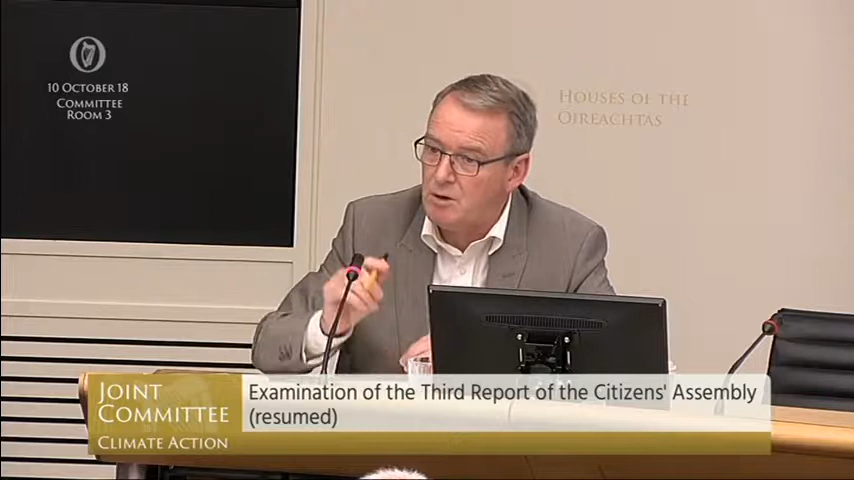 10 October 18
Committee
Room 3
Houses of the
Oireachtas
Joint
Committee
Climate Action
Examination of the Third Report of the Citizens' Assembly
(resumed)